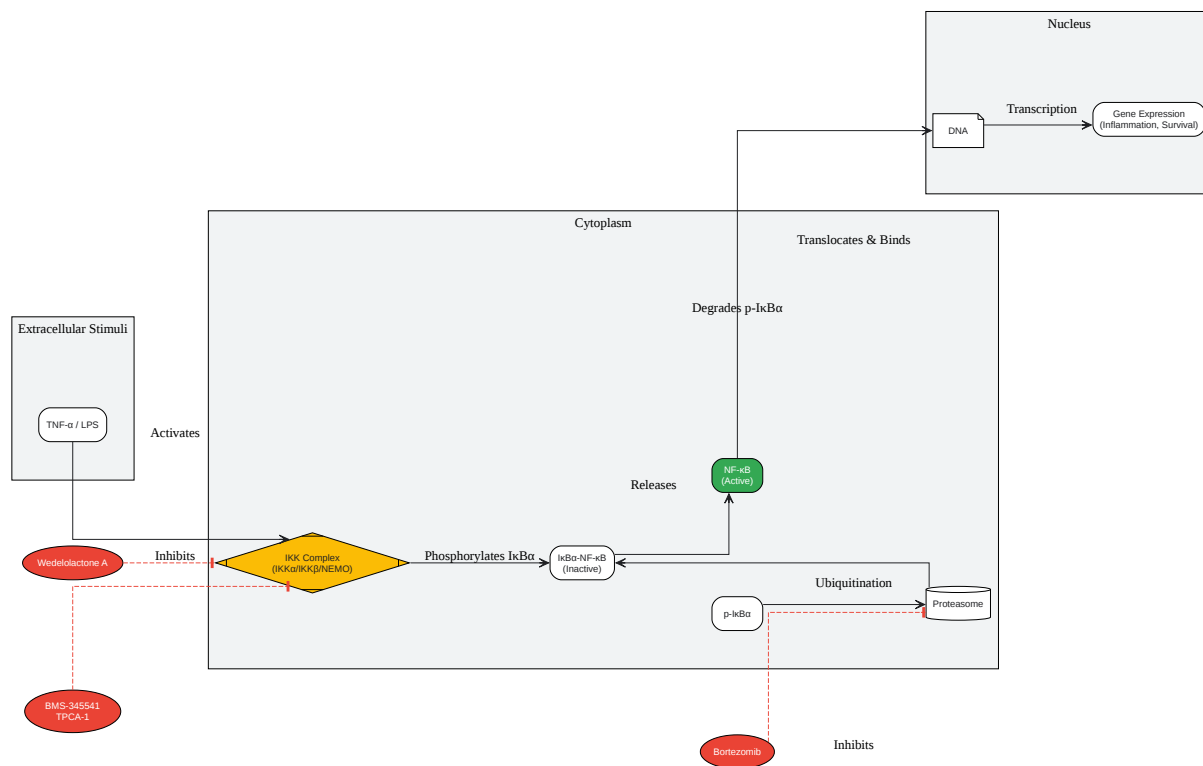 Nucleus
DNA
Transcription
Gene Expression
(Inflammation, Survival)
Cytoplasm
Translocates & Binds
Degrades p-IκBα
Extracellular Stimuli
TNF-α / LPS
Activates
NF-κB
(Active)
Releases
Wedelolactone A
Inhibits
IKK Complex
(IKKα/IKKβ/NEMO)
Phosphorylates IκBα
IκBα-NF-κB
(Inactive)
Ubiquitination
p-IκBα
Proteasome
BMS-345541
TPCA-1
Bortezomib
Inhibits